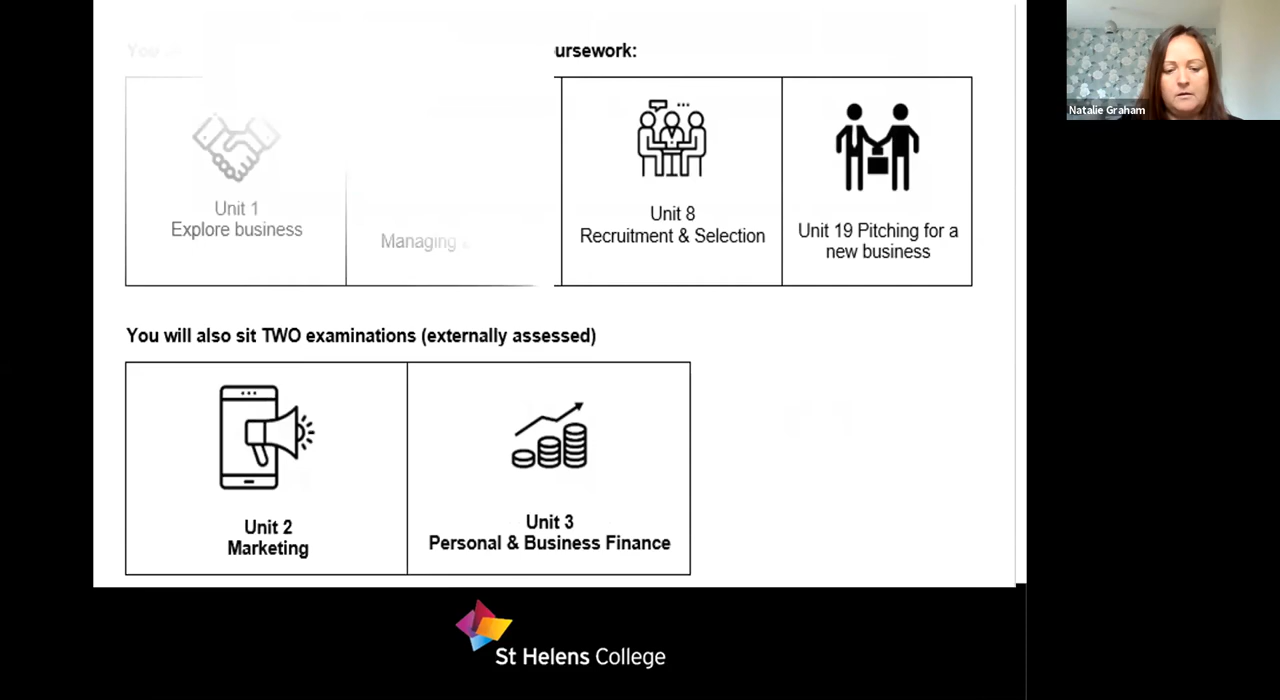 You
ursework:
Unit 1
Explore business
Managing
Unit 8
Recruitment & Selection
Unit 19 Pitching for a
new business
You will also sit TWO examinations (externally assessed)
Unit 2
Marketing
Unit 3
Personal & Business Finance
St Helens College
Natalie Graham